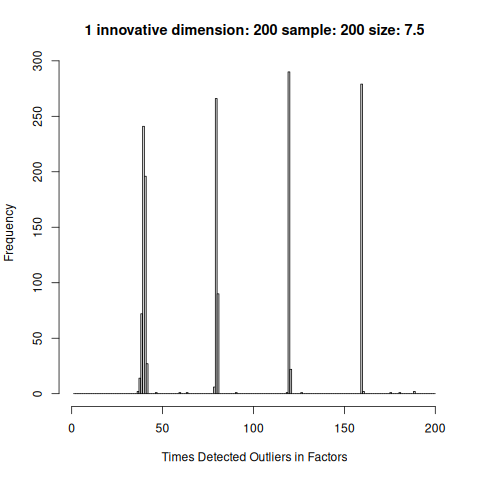 1 innovative dimension: 200 sample: 200 size: 7.5
300
250
200
150
100
50
0
Frequency
0 50 100 150 200
Times Detected Outliers in Factors